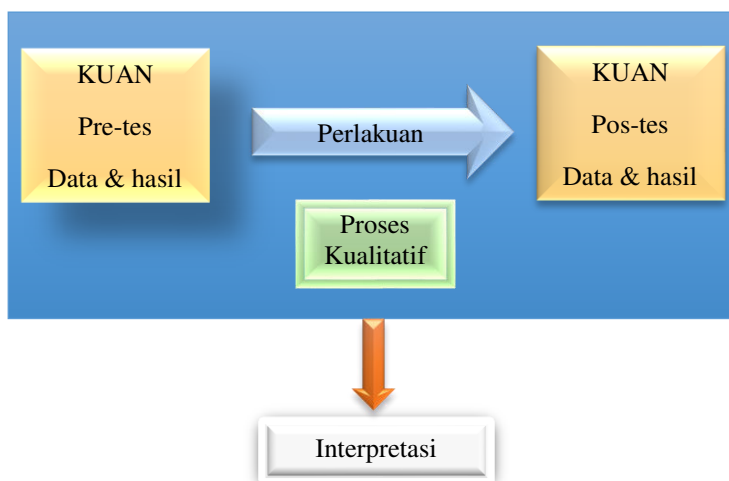 KUAN
Pre-tes
Data & hasil
Perlakuan
KUAN
Pos-tes
Data & hasil
Proses
Kualitatif
Interpretasi